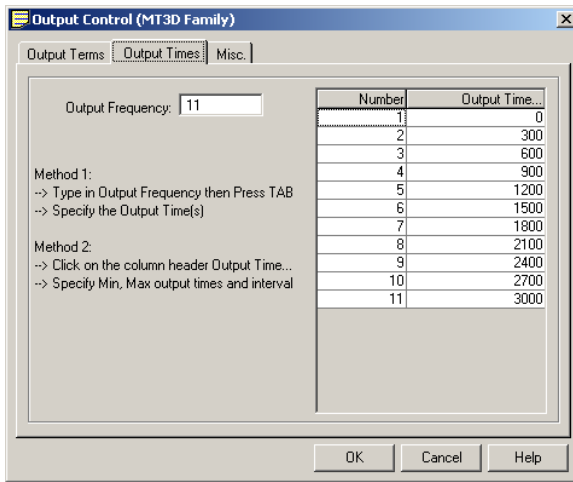 Output Control (MT3D Family)
Output Terms Output Times Misc.
Output Frequency: 11
Method 1:
--> Type in Output Frequency then Press TAB
--> Specify the Output Time(s)
Method 2:
--> Click on the column header Output Time...
--> Specify Min, Max output times and interval
Number Output Time...
1 0
2 300
3 600
4 900
5 1200
6 1500
7 1800
8 2100
9 2400
10 2700
11 3000
OK Cancel Help